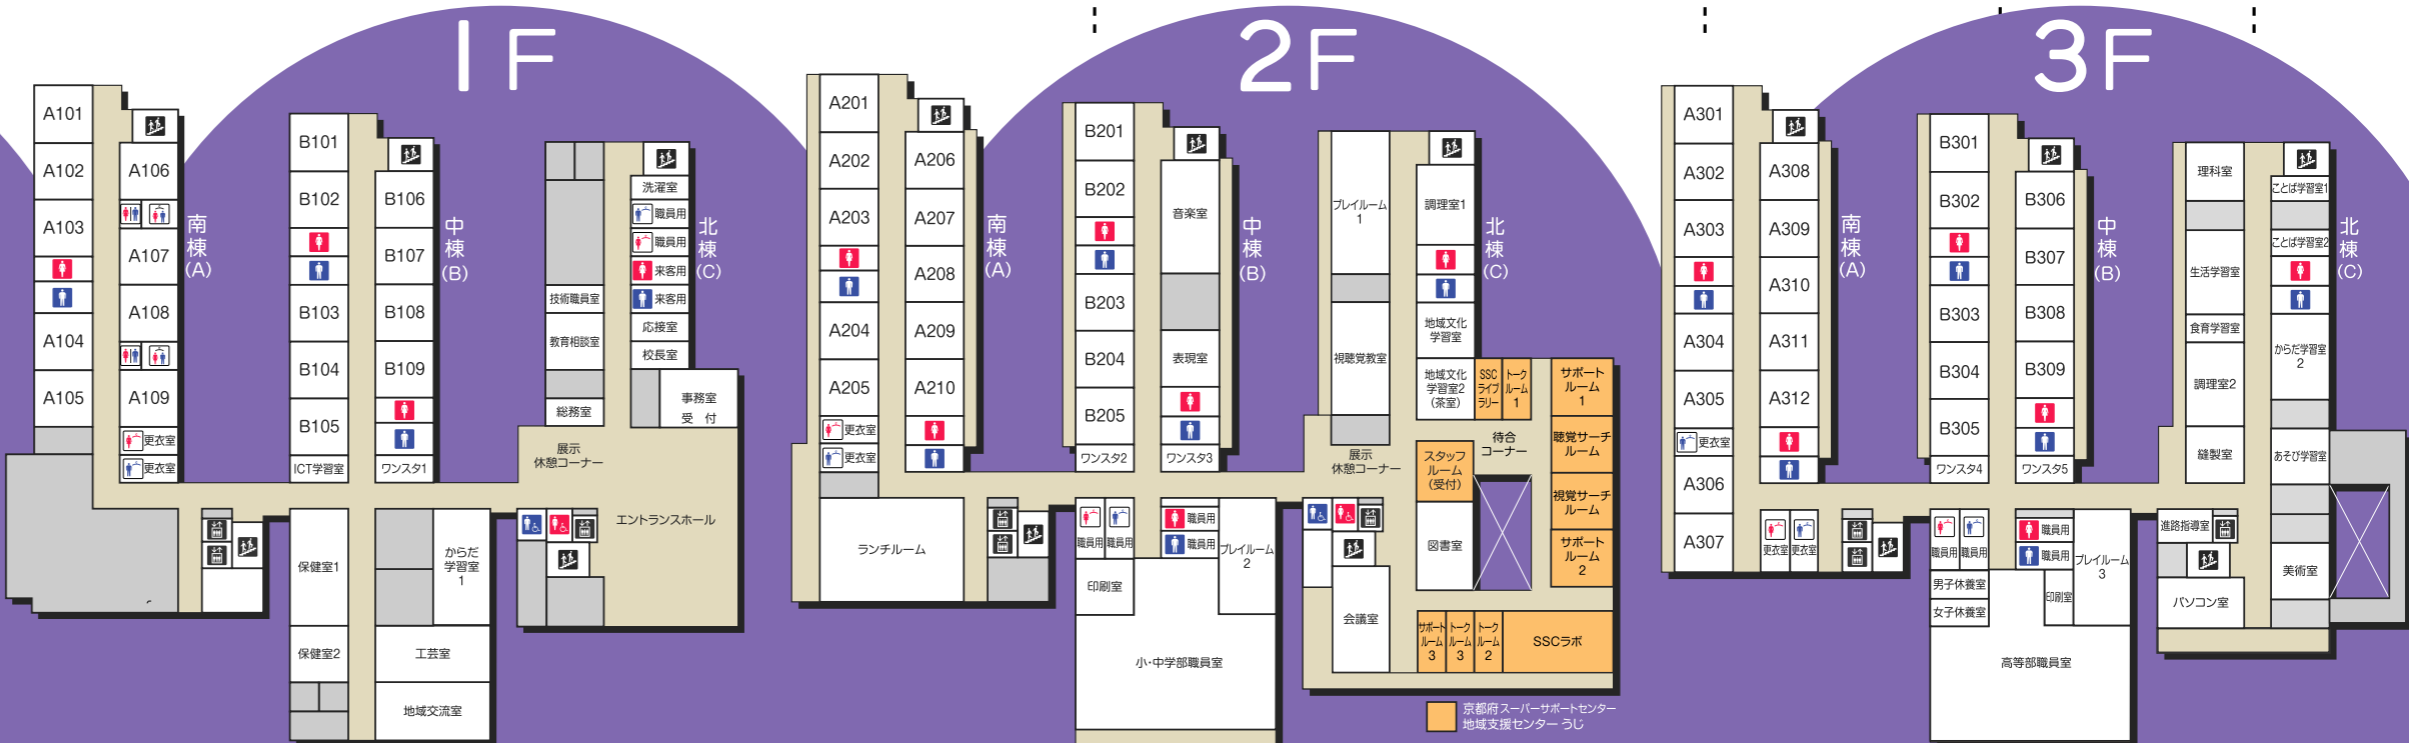 1F
A101
A102
A103
A104
A105
A106
A107
A108
A109
更衣室
更衣室
南棟(A)
B101
B102
B103
B104
B105
ICT学習室
B106
B107
B108
B109
ワンスタ1
中棟(B)
技術職員室
教育相談室
総務室
洗濯室
職員用
職員用
来客用
来客用
応接室
校長室
事務室
受 付
北棟(C)
展示
休憩コーナー
エントランスホール
保健室1
保健室2
からだ
学習室
1
工芸室
地域交流室
2F
A201
A202
A203
A204
A205
更衣室
更衣室
A206
A207
A208
A209
A210
南棟(A)
ランチルーム
B201
B202
B203
B204
B205
ワンスタ2
音楽室
表現室
ワンスタ3
中棟(B)
職員用
職員用
職員用
職員用
プレイルーム
2
印刷室
小・中学部職員室
プレイルーム
1
視聴覚教室
調理室1
地域文化
学習室
地域文化
学習室2
(茶室)
北棟(C)
SSC
ライブ
ラリー
トーク
ルーム
1
サポート
ルーム
1
聴覚サーチ
ルーム
視覚サーチ
ルーム
サポート
ルーム
2
待合
コーナー
展示
休憩コーナー
スタッフ
ルーム
(受付)
図書室
会議室
サポート
ルーム
3
トーク
ルーム
3
トーク
ルーム
2
SSCラボ
京都府スーパーサポートセンター
地域支援センター うじ
3F
A301
A302
A303
A304
A305
更衣室
A306
A307
A308
A309
A310
A311
A312
更衣室
更衣室
南棟(A)
B301
B302
B303
B304
B305
ワンスタ4
B306
B307
B308
B309
ワンスタ5
中棟(B)
職員用
職員用
職員用
職員用
男子休養室
女子休養室
印刷室
プレイルーム
3
高等部職員室
理科室
生活学習室
食育学習室
調理室2
縫製室
ことば学習室1
ことば学習室2
からだ学習室
2
あそび学習室
美術室
北棟(C)
進路指導室
パソコン室